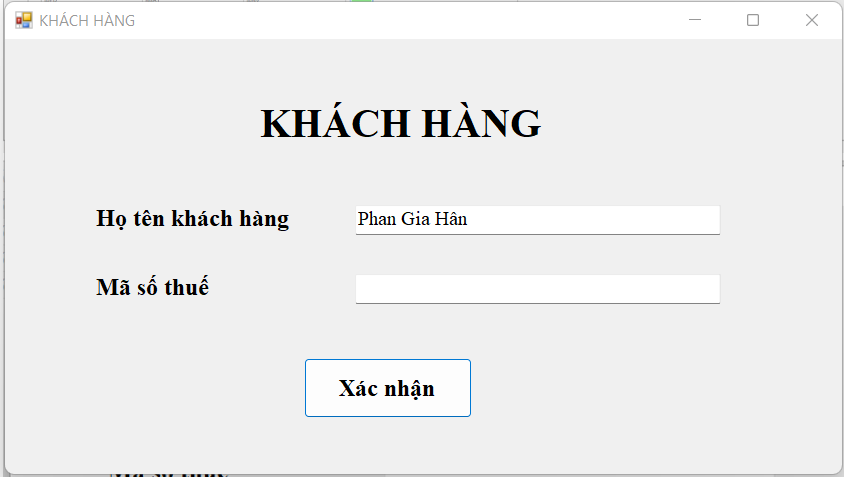 KHÁCH HÀNG
KHÁCH HÀNG
Họ tên khách hàng Phan Gia Hân
Mã số thuế
Xác nhận